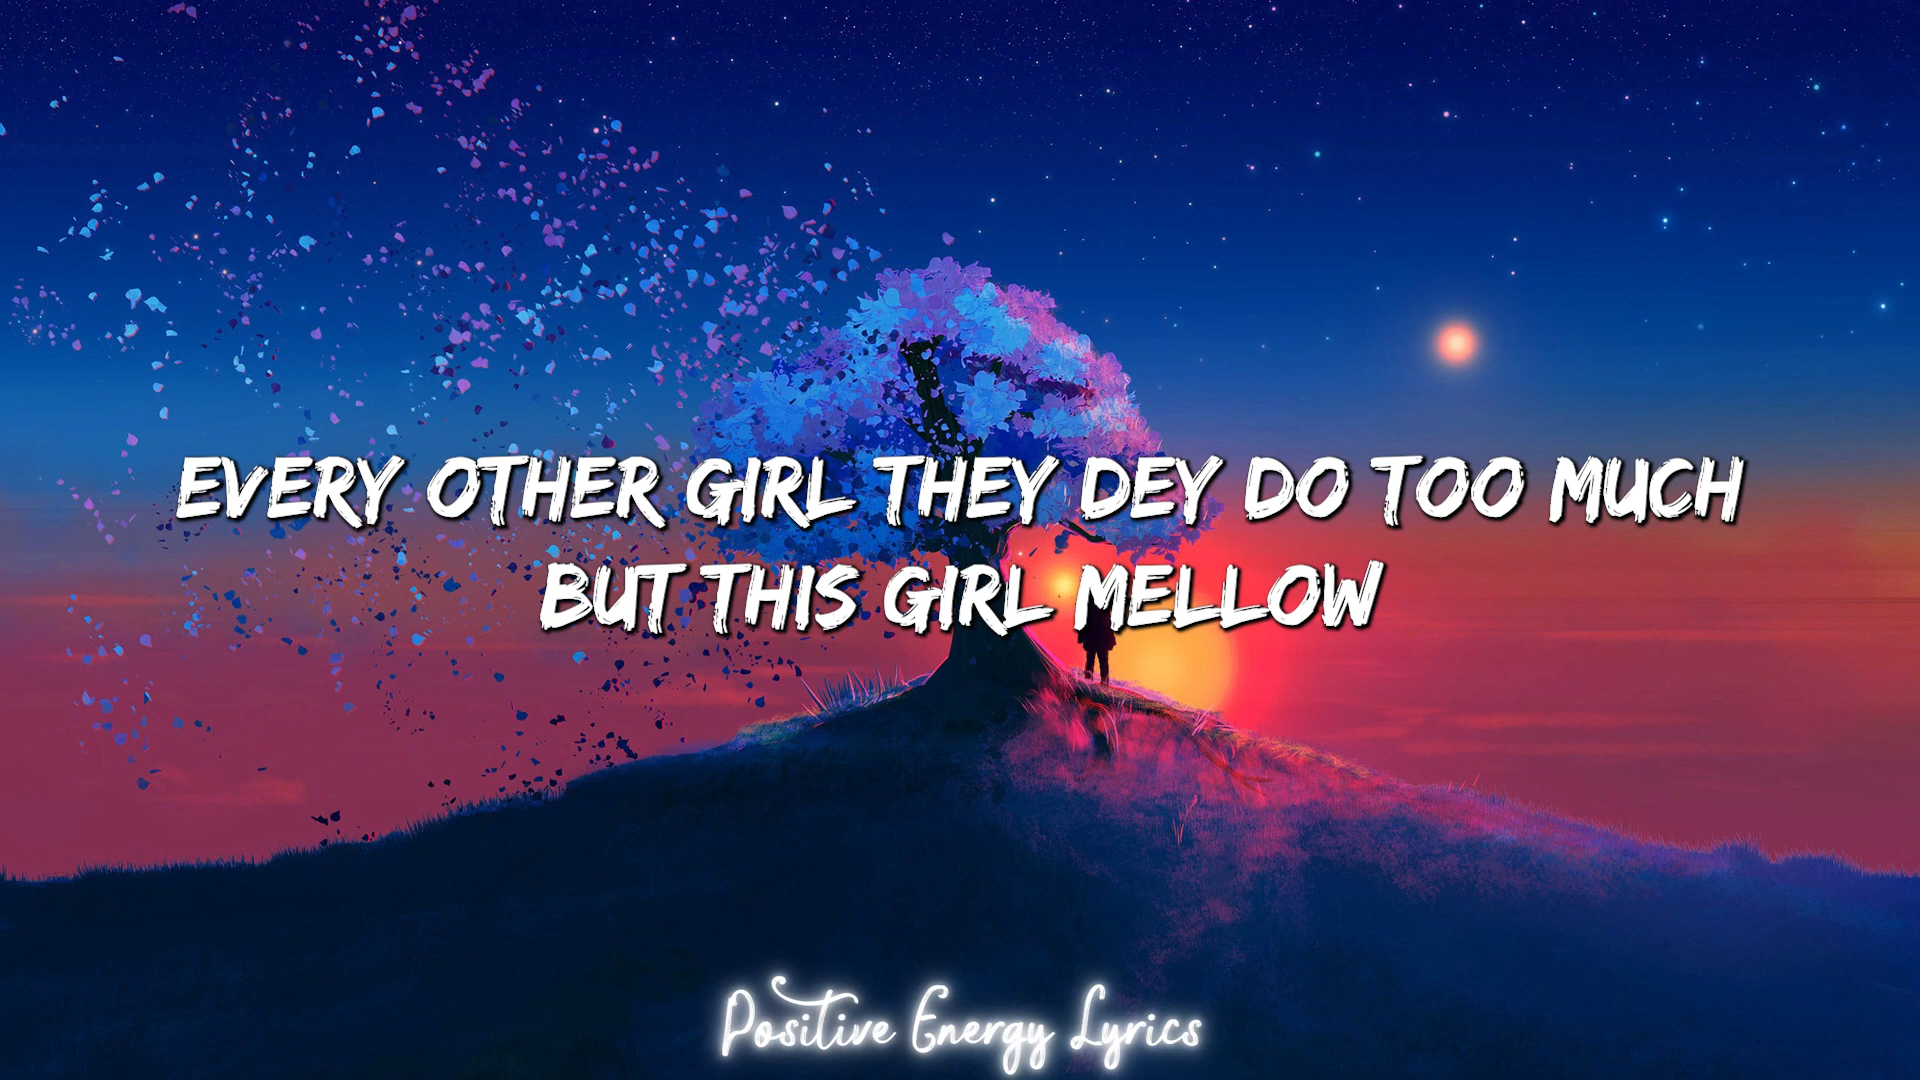 EVERY OTHER GIRL THEY DEY DO TOO MUCH
BUT THIS GIRL MELLOW
Positive Energy Lyrics